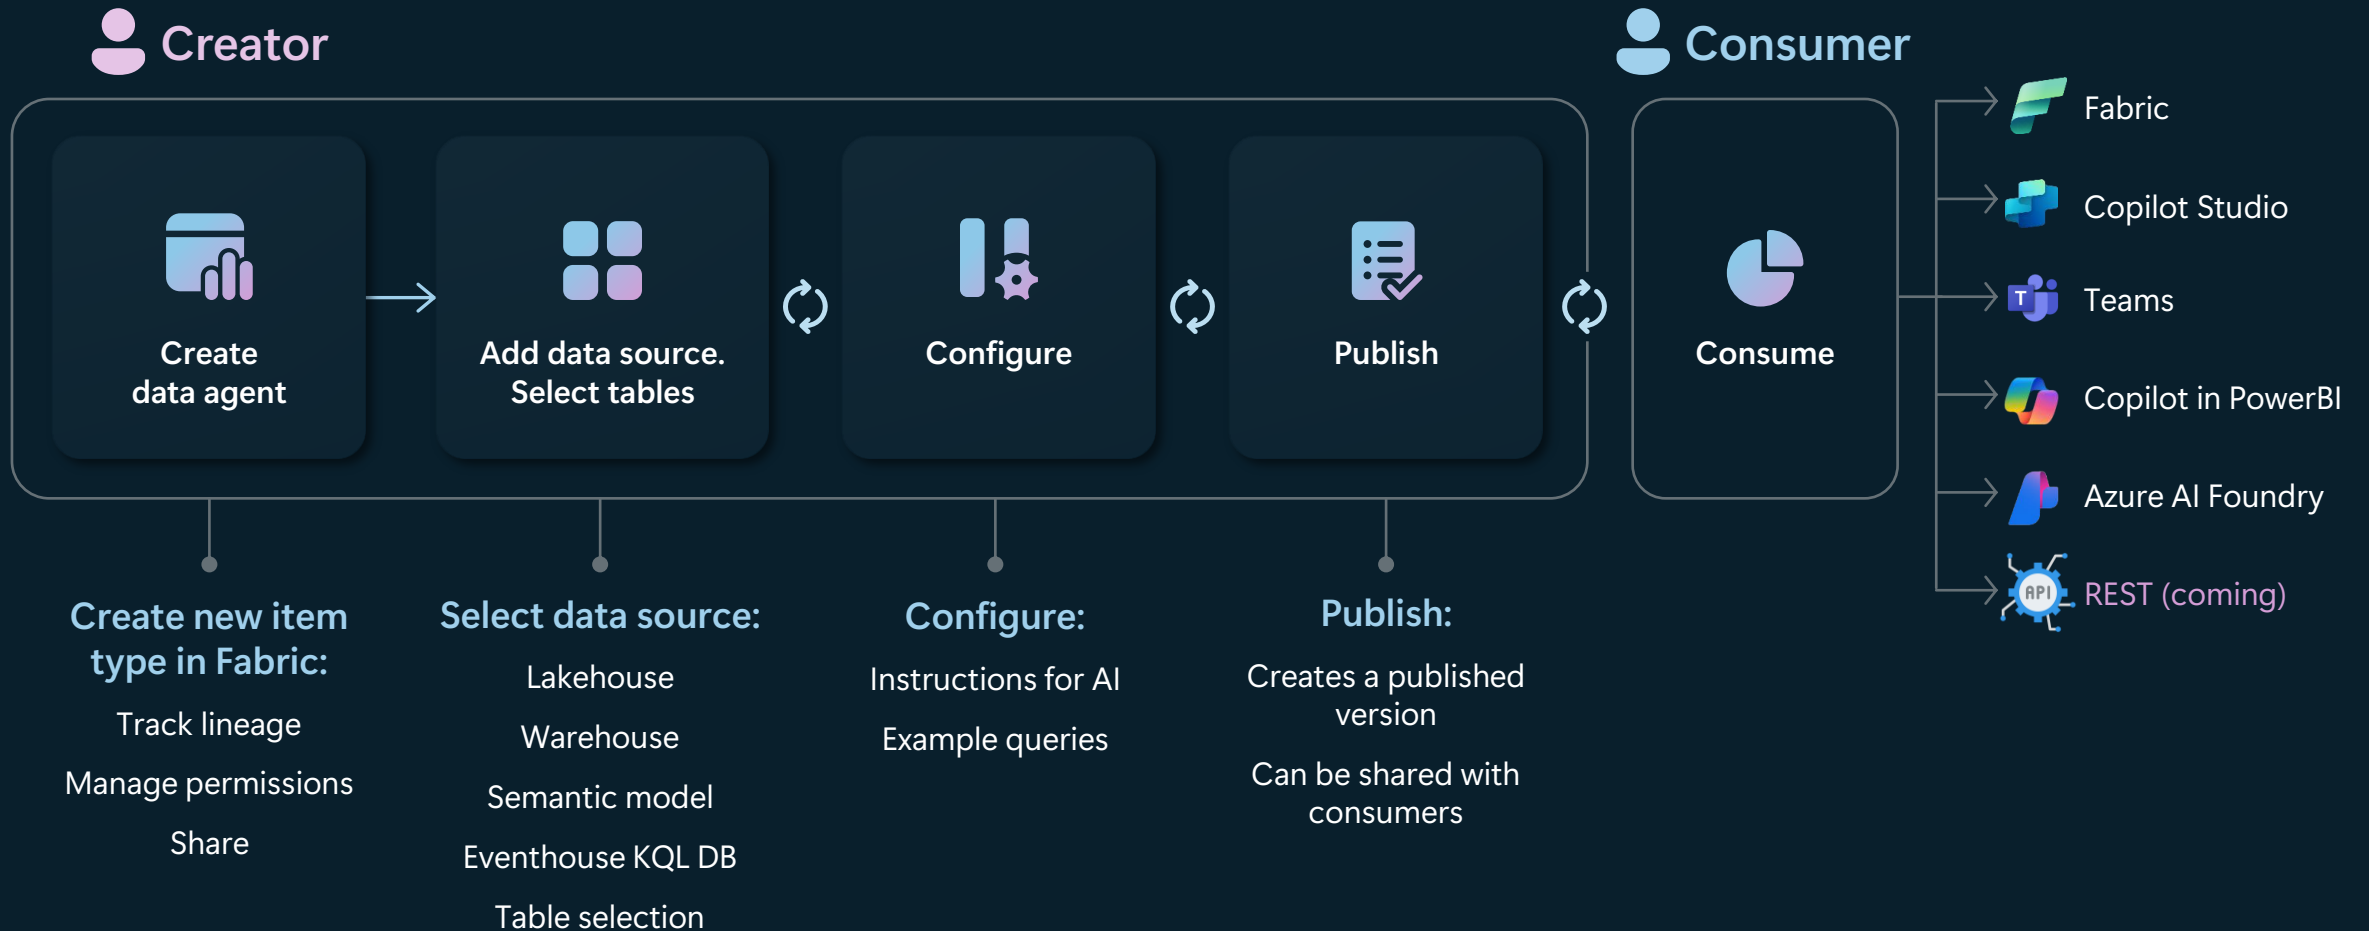 Creator
Consumer
Create
data agent
Add data source.
Select tables
Configure
Publish
Consume
Fabric
Copilot Studio
T
Teams
Copilot in PowerBI
Azure AI Foundry
API
REST (coming)
Create new item
type in Fabric:
Track lineage
Manage permissions
Share
Select data source:
Lakehouse
Warehouse
Semantic model
Eventhouse KQL DB
Table selection
Configure:
Instructions for AI
Example queries
Publish:
Creates a published
version
Can be shared with
consumers